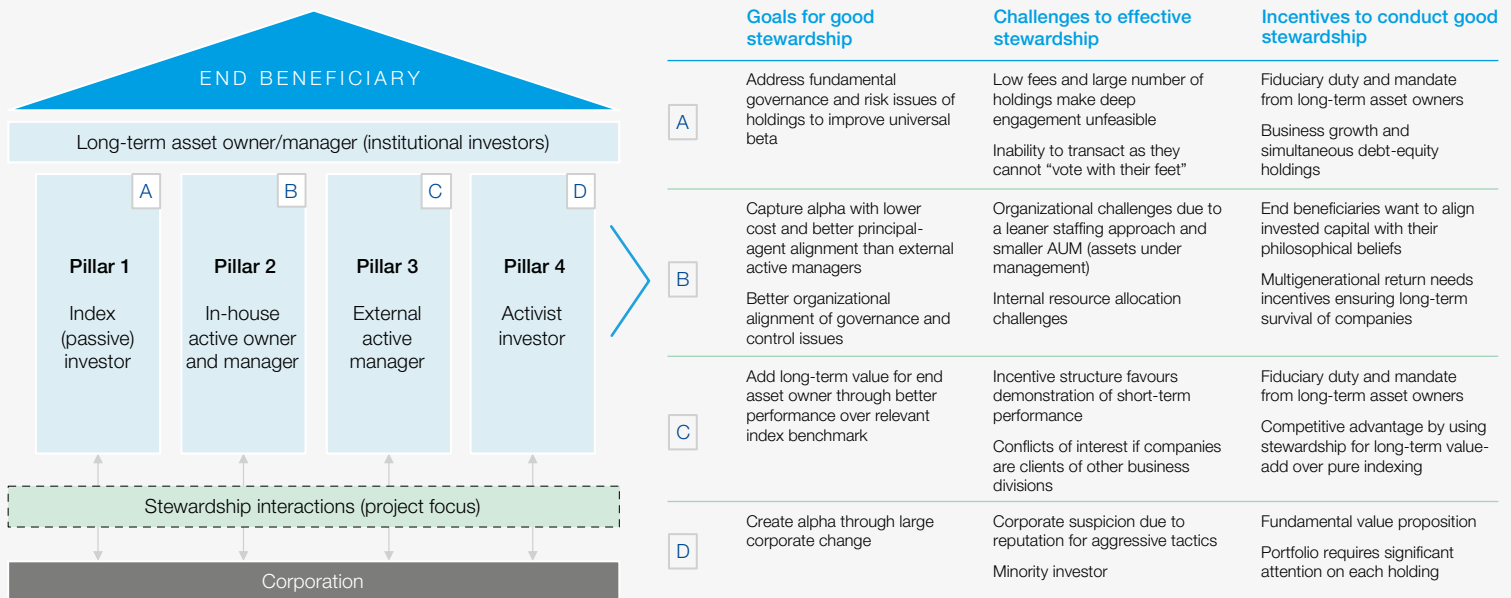 END BENEFICIARY
Long-term asset owner/manager (institutional investors)
A
Pillar 1
Index
(passive)
investor
B
Pillar 2
In-house
active owner
and manager
C
Pillar 3
External
active
manager
D
Pillar 4
Activist
investor
Stewardship interactions (project focus)
Corporation
Goals for good
stewardship
Challenges to effective
stewardship
Incentives to conduct good
stewardship
A
Address fundamental
governance and risk issues of
holdings to improve universal
beta
Low fees and large number of
holdings make deep
engagement unfeasible
Inability to transact as they
cannot “vote with their feet”
Fiduciary duty and mandate
from long-term asset owners
Business growth and
simultaneous debt-equity
holdings
B
Capture alpha with lower
cost and better principal-
agent alignment than external
active managers
Better organizational
alignment of governance and
control issues
Organizational challenges due to
a leaner staffing approach and
smaller AUM (assets under
management)
Internal resource allocation
challenges
End beneficiaries want to align
invested capital with their
philosophical beliefs
Multigenerational return needs
incentives ensuring long-term
survival of companies
C
Add long-term value for end
asset owner through better
performance over relevant
index benchmark
Incentive structure favours
demonstration of short-term
performance
Conflicts of interest if companies
are clients of other business
divisions
Fiduciary duty and mandate
from long-term asset owners
Competitive advantage by using
stewardship for long-term value-
add over pure indexing
D
Create alpha through large
corporate change
Corporate suspicion due to
reputation for aggressive tactics
Minority investor
Fundamental value proposition
Portfolio requires significant
attention on each holding